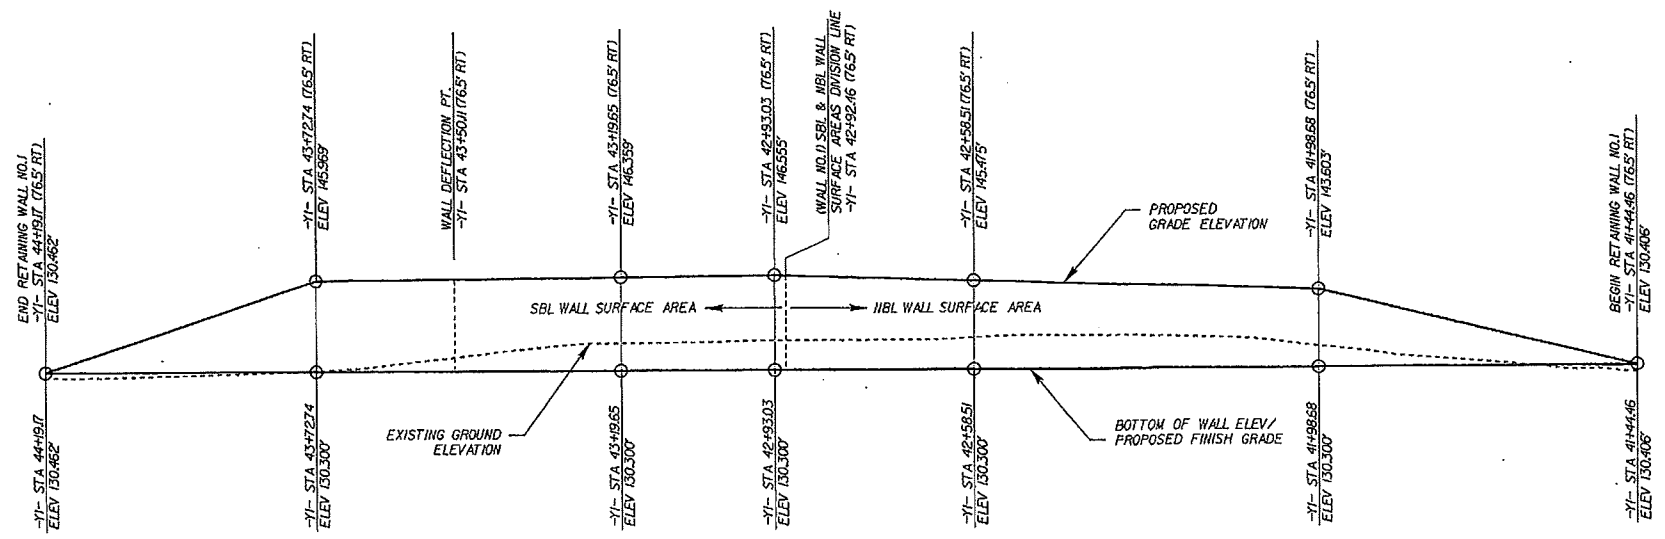 END RETAINING WALL NO.1
-Y1- STA 44+19.17 (76.5' RT)
ELEV 130.462'
-Y1- STA 43+72.74 (76.5' RT)
ELEV 145.969'
WALL DEFLECTION PT.
-Y1- STA 43+50.11 (76.5' RT)
-Y1- STA 43+19.65 (76.5' RT)
ELEV 146.359'
-Y1- STA 42+93.03 (76.5' RT)
ELEV 146.555'
(WALL NO.1) SBL & NBL WALL
SURFACE AREAS DIVISION LINE
-Y1- STA 42+92.46 (76.5' RT)
-Y1- STA 42+58.51 (76.5' RT)
ELEV 145.475'
-Y1- STA 41+98.68 (76.5' RT)
ELEV 143.603'
BEGIN RETAINING WALL NO.1
-Y1- STA 41+44.46 (76.5' RT)
ELEV 130.406'
PROPOSED
GRADE ELEVATION
SBL WALL SURFACE AREA
NBL WALL SURFACE AREA
EXISTING GROUND
ELEVATION
BOTTOM OF WALL ELEV/
PROPOSED FINISH GRADE
-Y1- STA 44+19.17
ELEV 130.462'
-Y1- STA 43+72.74
ELEV 130.300'
-Y1- STA 43+19.65
ELEV 130.300'
-Y1- STA 42+93.03
ELEV 130.300'
-Y1- STA 42+58.51
ELEV 130.300'
-Y1- STA 41+98.68
ELEV 130.300'
-Y1- STA 41+44.46
ELEV 130.406'